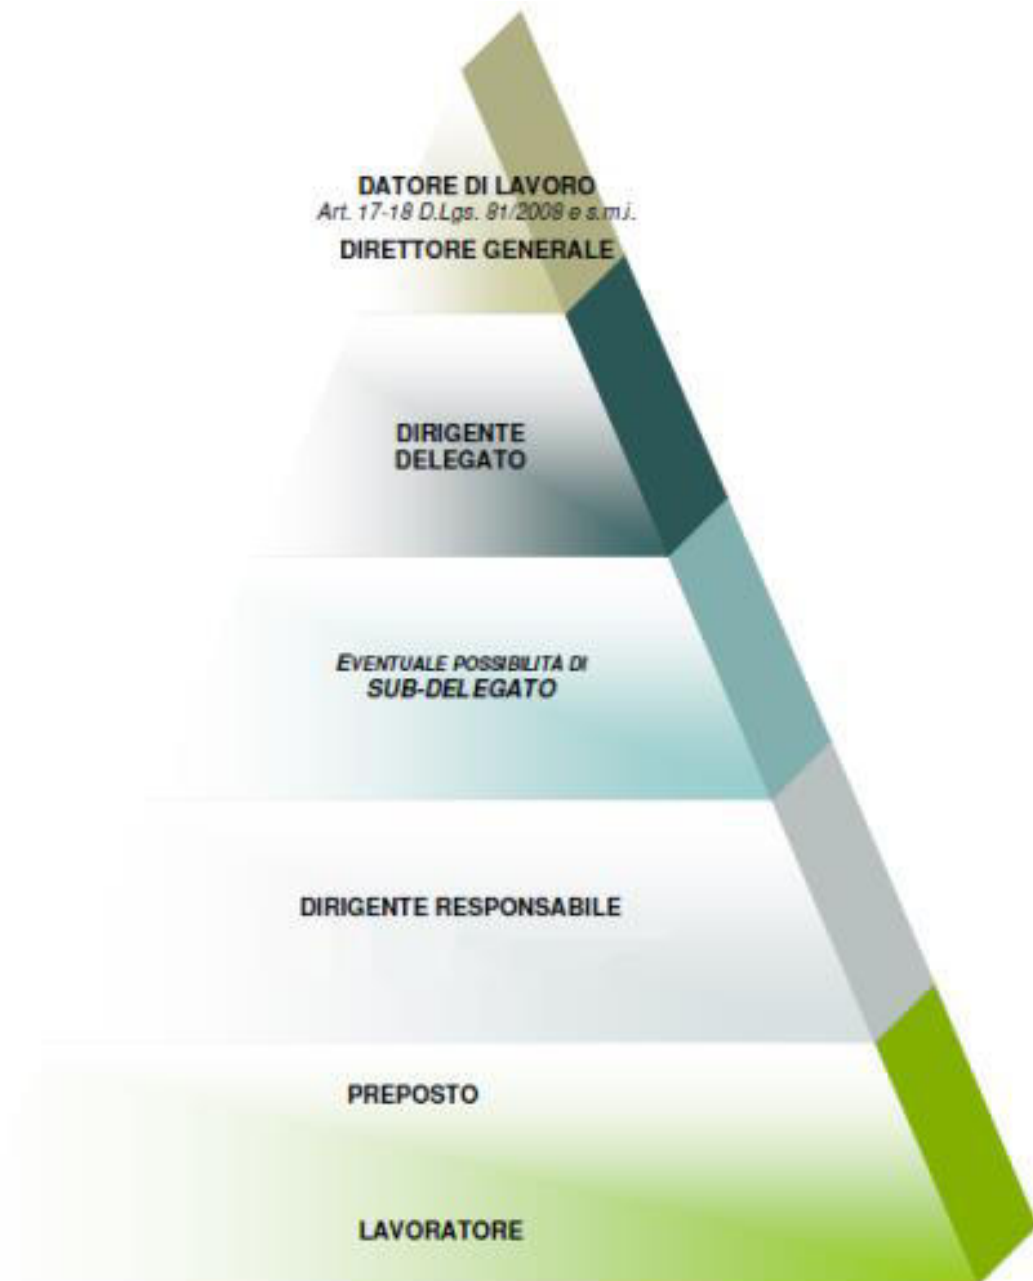 DATORE DI LAVORO
Art. 17-18 D.Lgs. 81/2008 e s.m.i.
DIRETTORE GENERALE
DIRIGENTE
DELEGATO
EVENTUALE POSSIBILITÀ DI
SUB-DELEGATO
DIRIGENTE RESPONSABILE
PREPOSTO
LAVORATORE